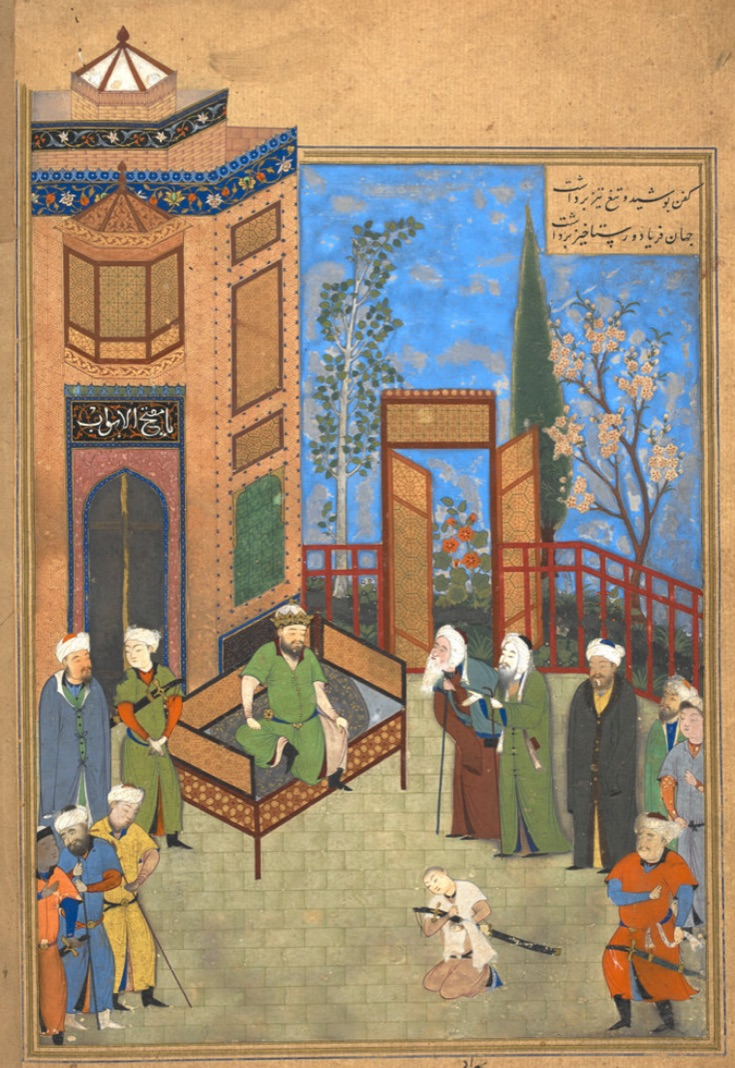 کفن پوشید و تیغ تیز برداشت
جهان فریاد و رستاخیز برداشت
یا مفتح الابواب